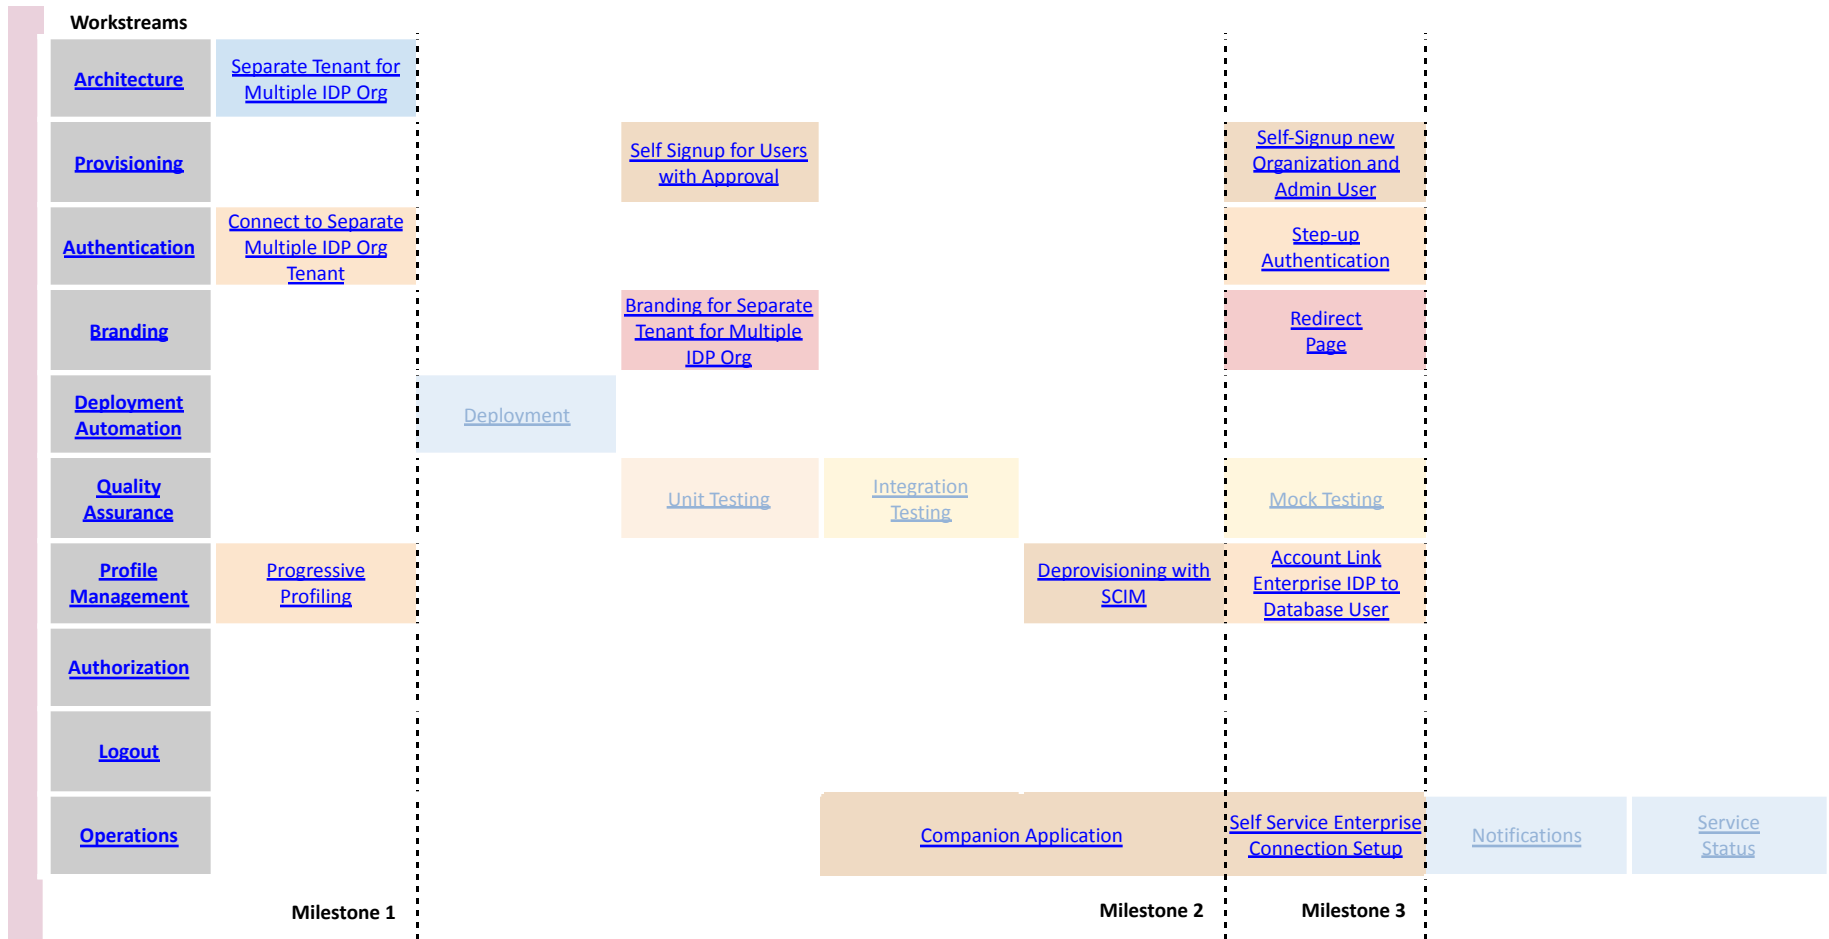 Workstreams
Architecture
Separate Tenant for
Multiple IDP Org
Provisioning
Self Signup for Users
with Approval
Self-Signup new
Organization and
Admin User
Authentication
Connect to Separate
Multiple IDP Org
Tenant
Step-up
Authentication
Branding
Branding for Separate
Tenant for Multiple
IDP Org
Redirect
Page
Deployment
Automation
Deployment
Quality
Assurance
Unit Testing
Integration
Testing
Mock Testing
Profile
Management
Progressive
Profiling
Deprovisioning with
SCIM
Account Link
Enterprise IDP to
Database User
Authorization
Logout
Operations
Companion Application
Self Service Enterprise
Connection Setup
Notifications
Service
Status
Milestone 1
Milestone 2
Milestone 3